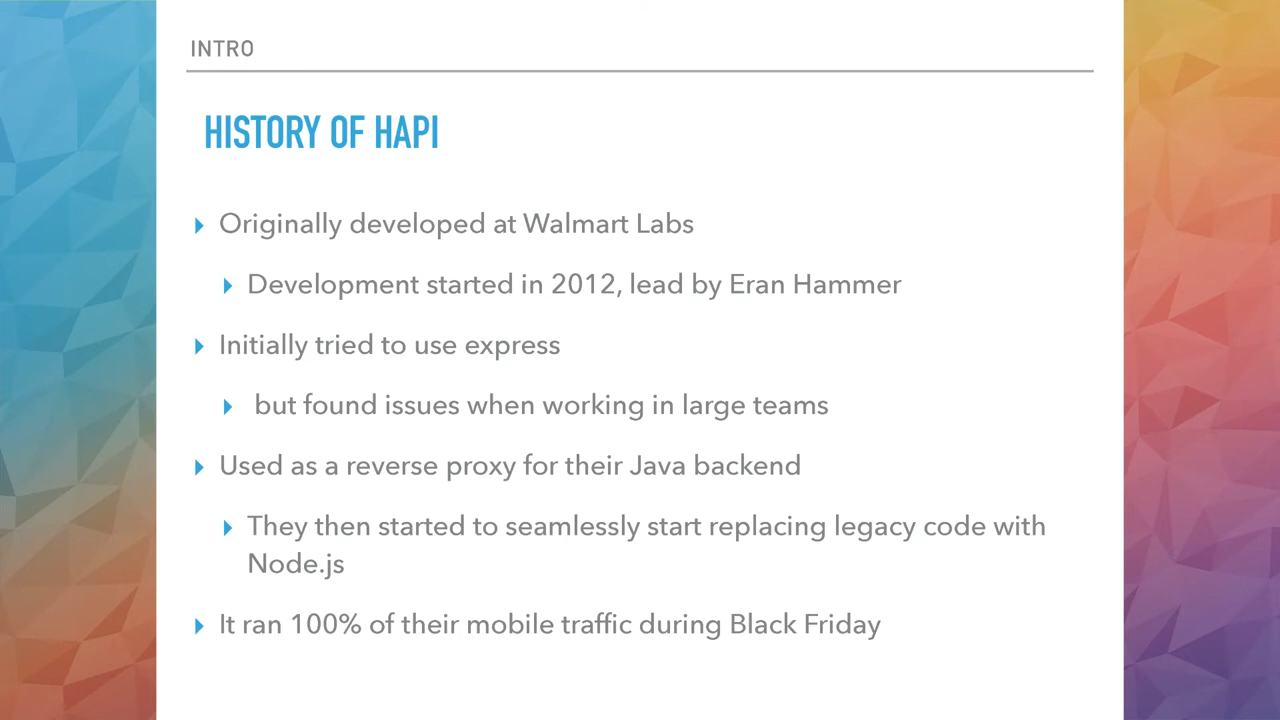 INTRO
HISTORY OF HAPI
Originally developed at Walmart Labs
Development started in 2012, lead by Eran Hammer
Initially tried to use express
but found issues when working in large teams
Used as a reverse proxy for their Java backend
They then started to seamlessly start replacing legacy code with
Node.js
It ran 100% of their mobile traffic during Black Friday